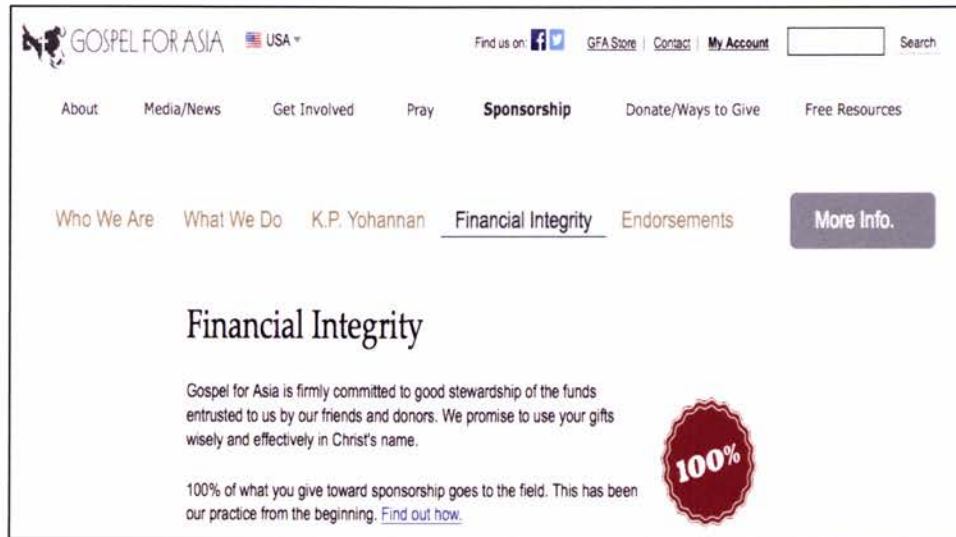 GOSPEL FOR ASIA USA Find us on: GFA Store | Contact | My Account Search
About Media/News Get Involved Pray Sponsorship Donate/Ways to Give Free Resources
Who We Are What We Do K.P. Yohannan Financial Integrity Endorsements More Info.
Financial Integrity
Gospel for Asia is firmly committed to good stewardship of the funds
entrusted to us by our friends and donors. We promise to use your gifts
wisely and effectively in Christ's name.
100%
100% of what you give toward sponsorship goes to the field. This has been
our practice from the beginning. Find out how.